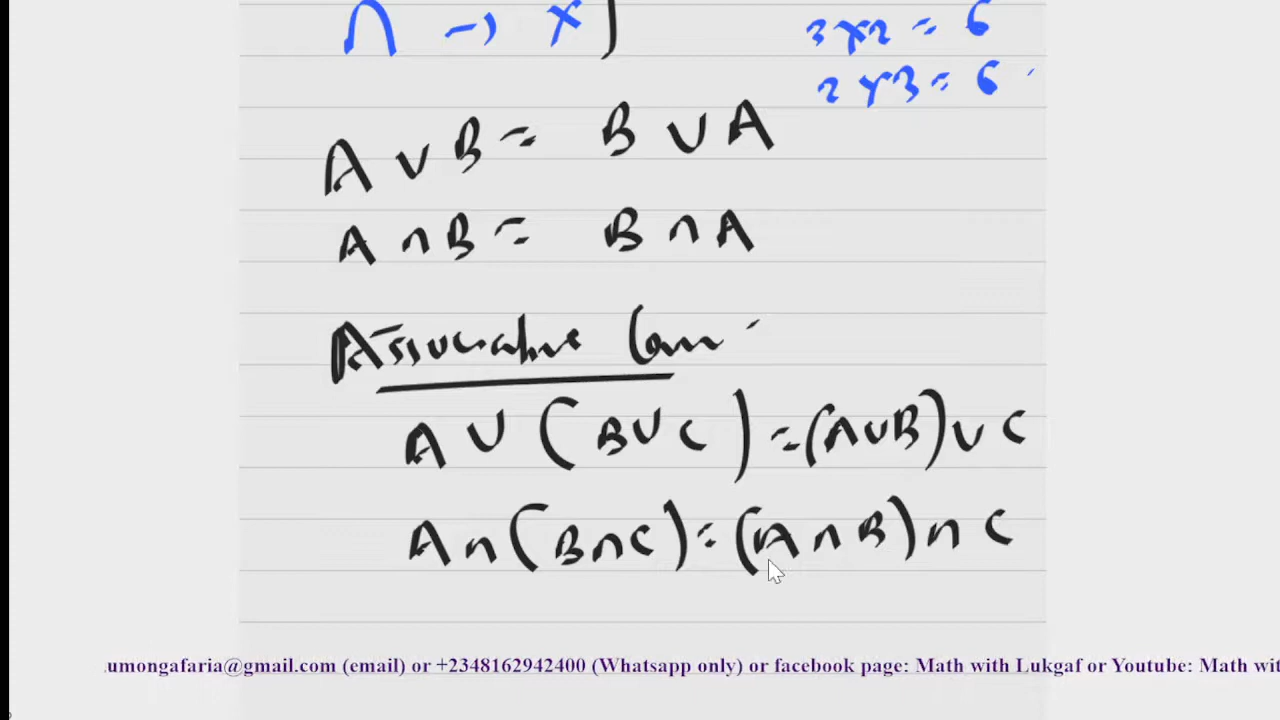 ∩ → x
3 x 2 = 6
2 x 3 = 6
A ∪ B = B ∪ A
A ∩ B = B ∩ A
Associative law
A ∪ (B ∪ C) = (A ∪ B) ∪ C
A ∩ (B ∩ C) = (A ∩ B) ∩ C
.umongafaria@gmail.com (email) or +2348162942400 (Whatsapp only) or facebook page: Math with Lukgaf or Youtube: Math wit